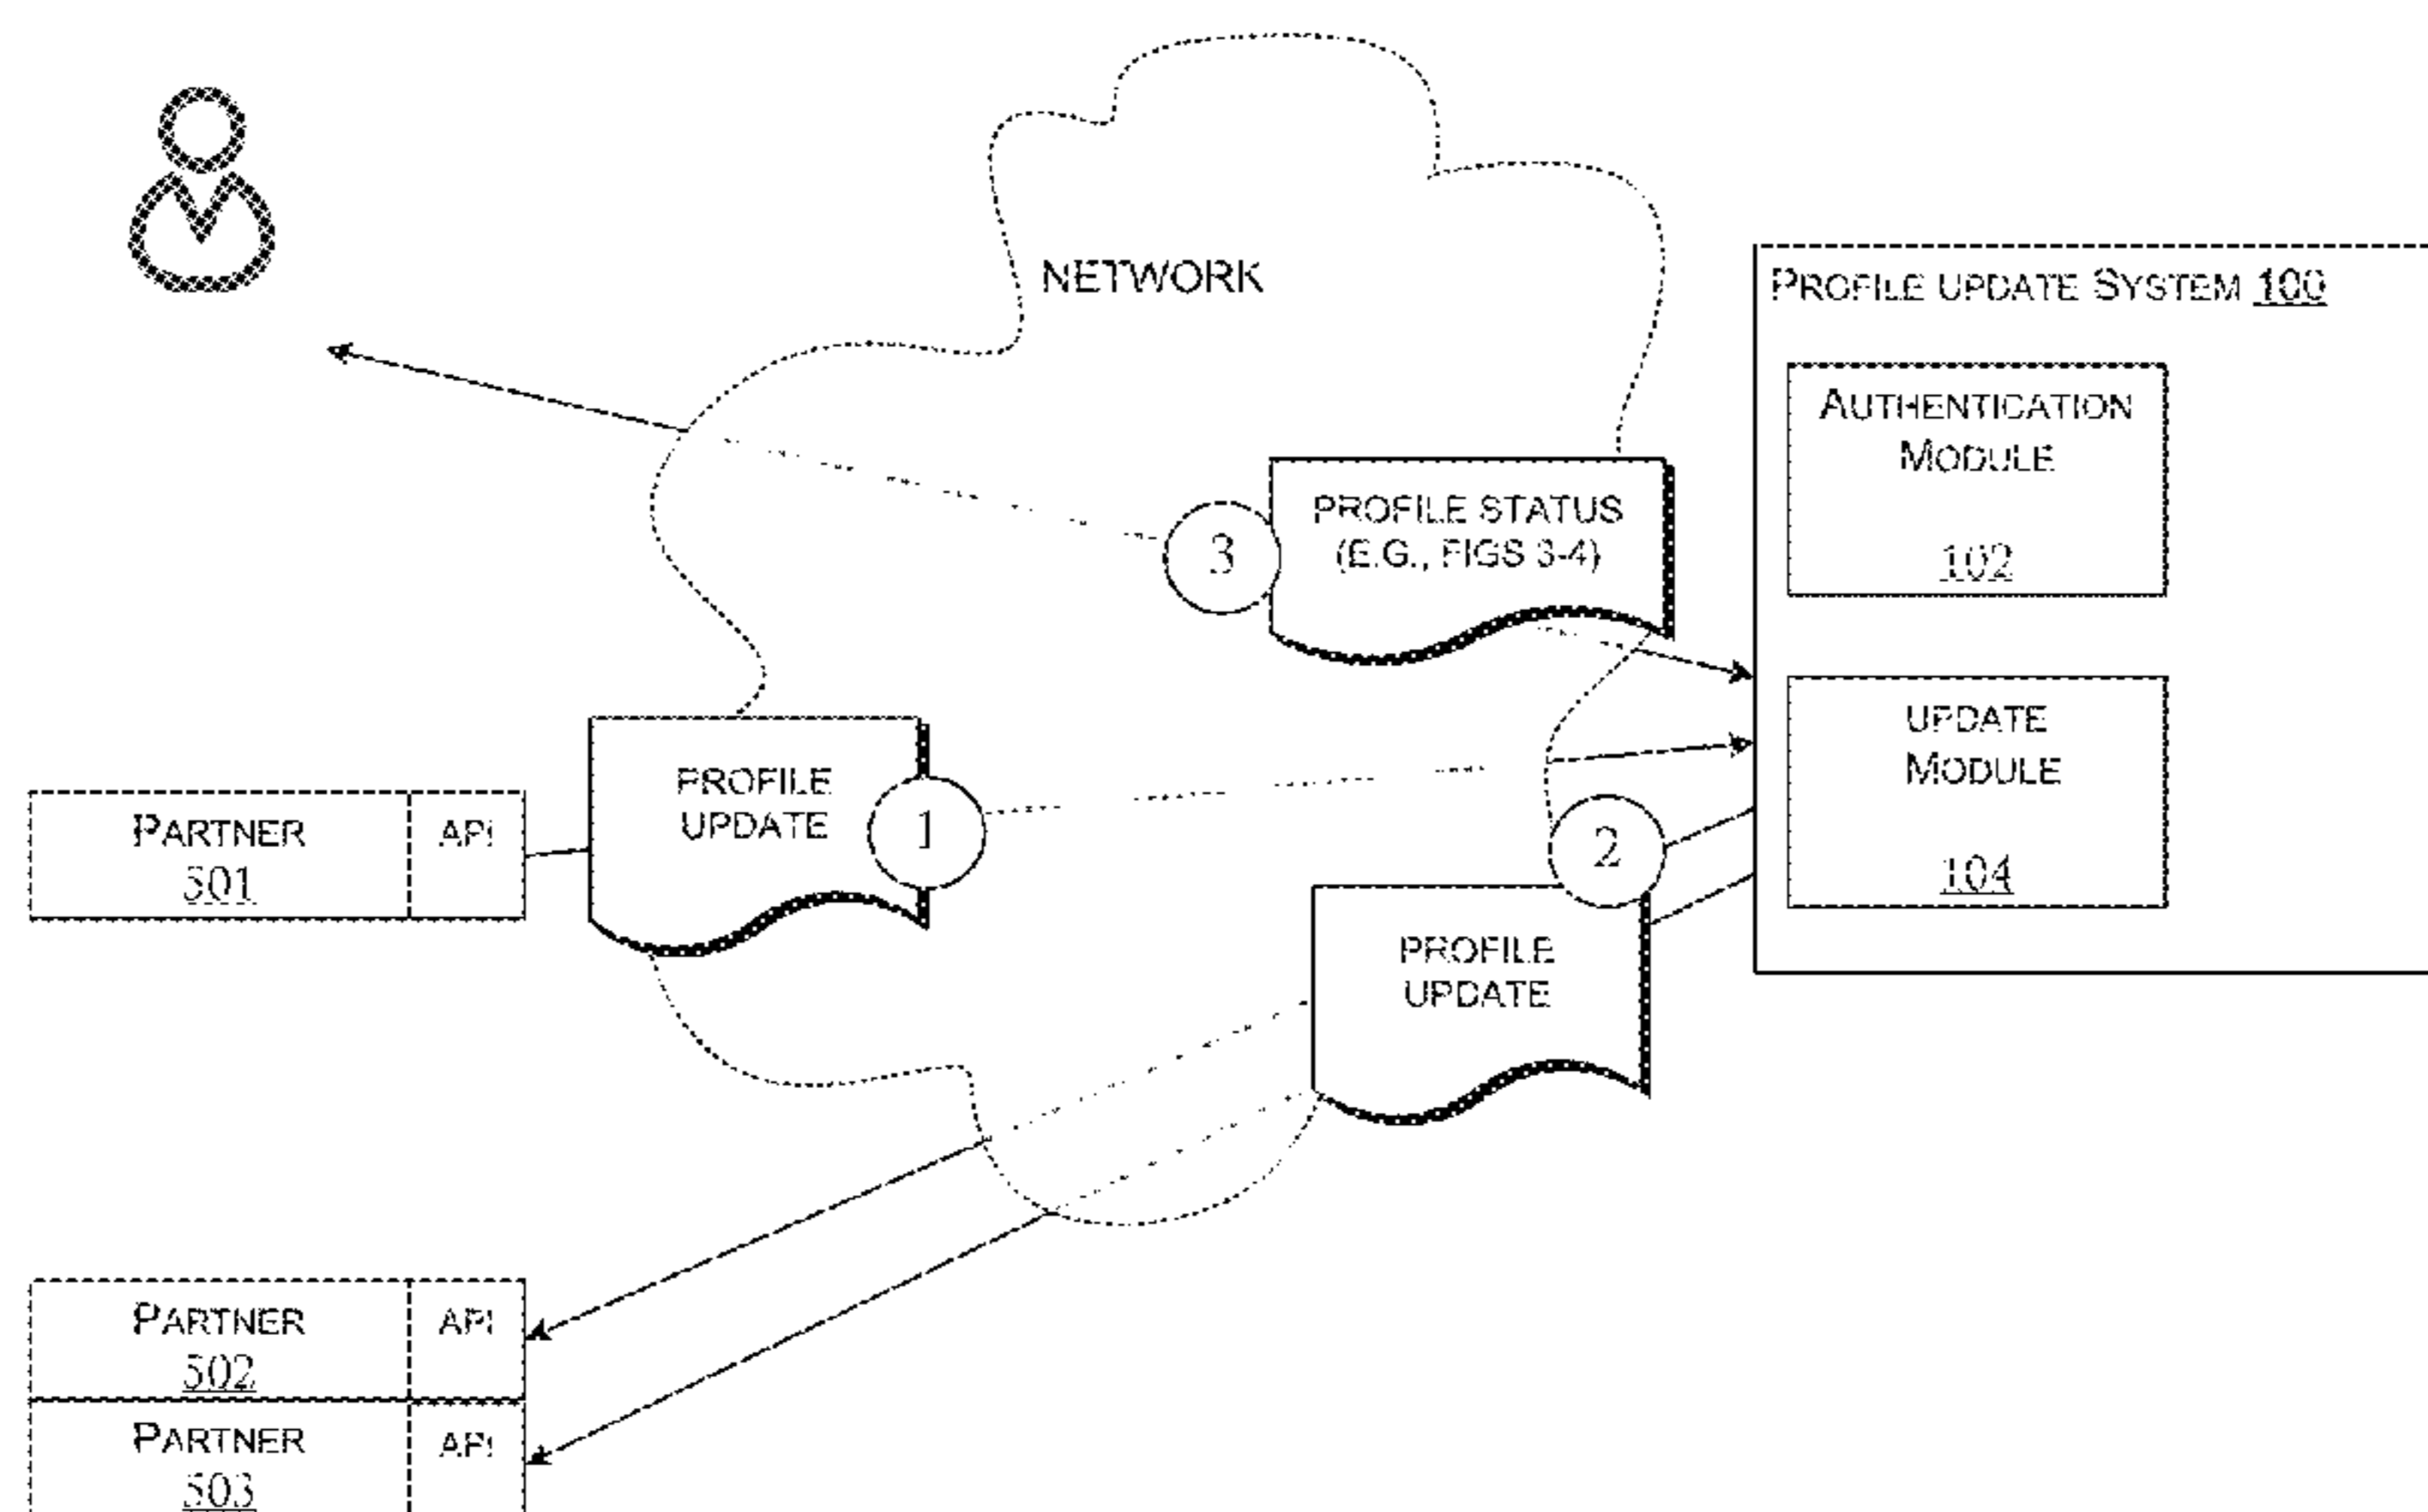 NETWORK
PROFILE UPDATE SYSTEM 100
AUTHENTICATION
MODULE
102
PROFILE STATUS
(E.G., FIGS 3-4)
3
UPDATE
MODULE
104
PROFILE
UPDATE
1
PARTNER
501
API
2
PROFILE
UPDATE
PARTNER
502
API
PARTNER
503
API